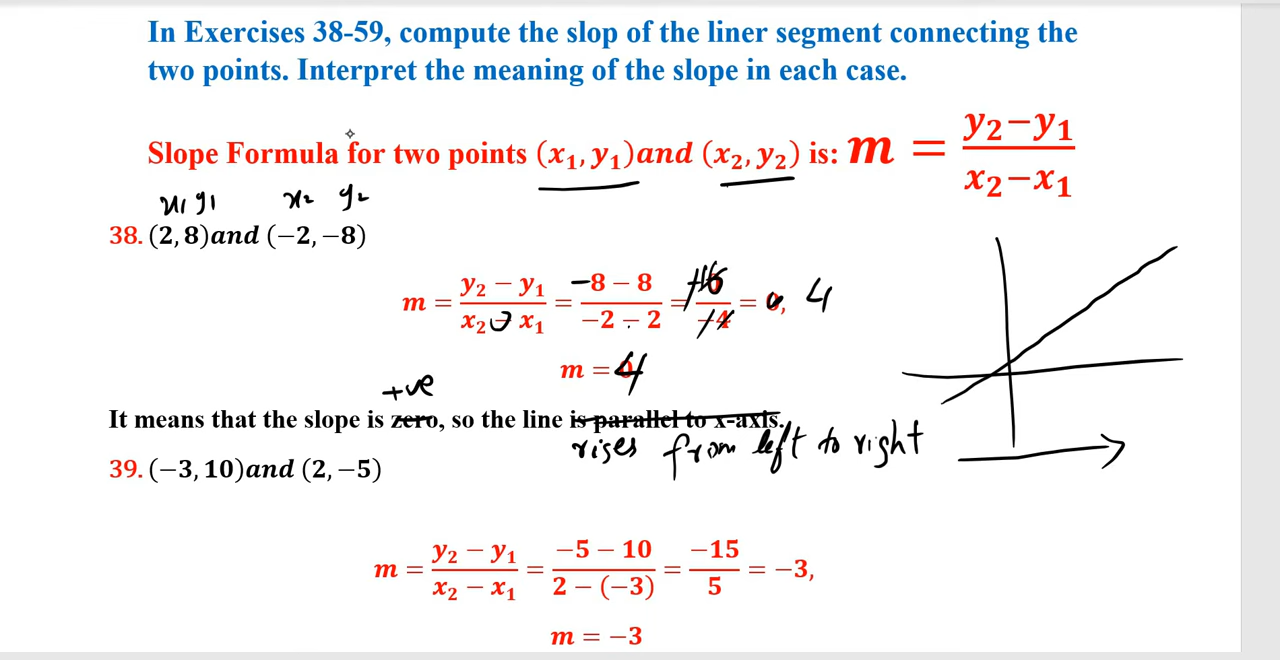 In Exercises 38-59, compute the slop of the liner segment connecting the
two points. Interpret the meaning of the slope in each case.
Slope Formula for two points (x₁, y₁) and (x₂, y₂) is: m = (y₂−y₁)/(x₂−x₁)
x₁ y₁ x₂ y₂
38. (2, 8) and (−2, −8)
m = (y₂ − y₁)/(x₂ − x₁) = (−8 − 8)/(−2 − 2) = 16/−4 = 4
m = 4
+ve
It means that the slope is zero, so the line is parallel to x-axis.
rises from left to right
39. (−3, 10) and (2, −5)
m = (y₂ − y₁)/(x₂ − x₁) = (−5 − 10)/(2 − (−3)) = −15/5 = −3,
m = −3